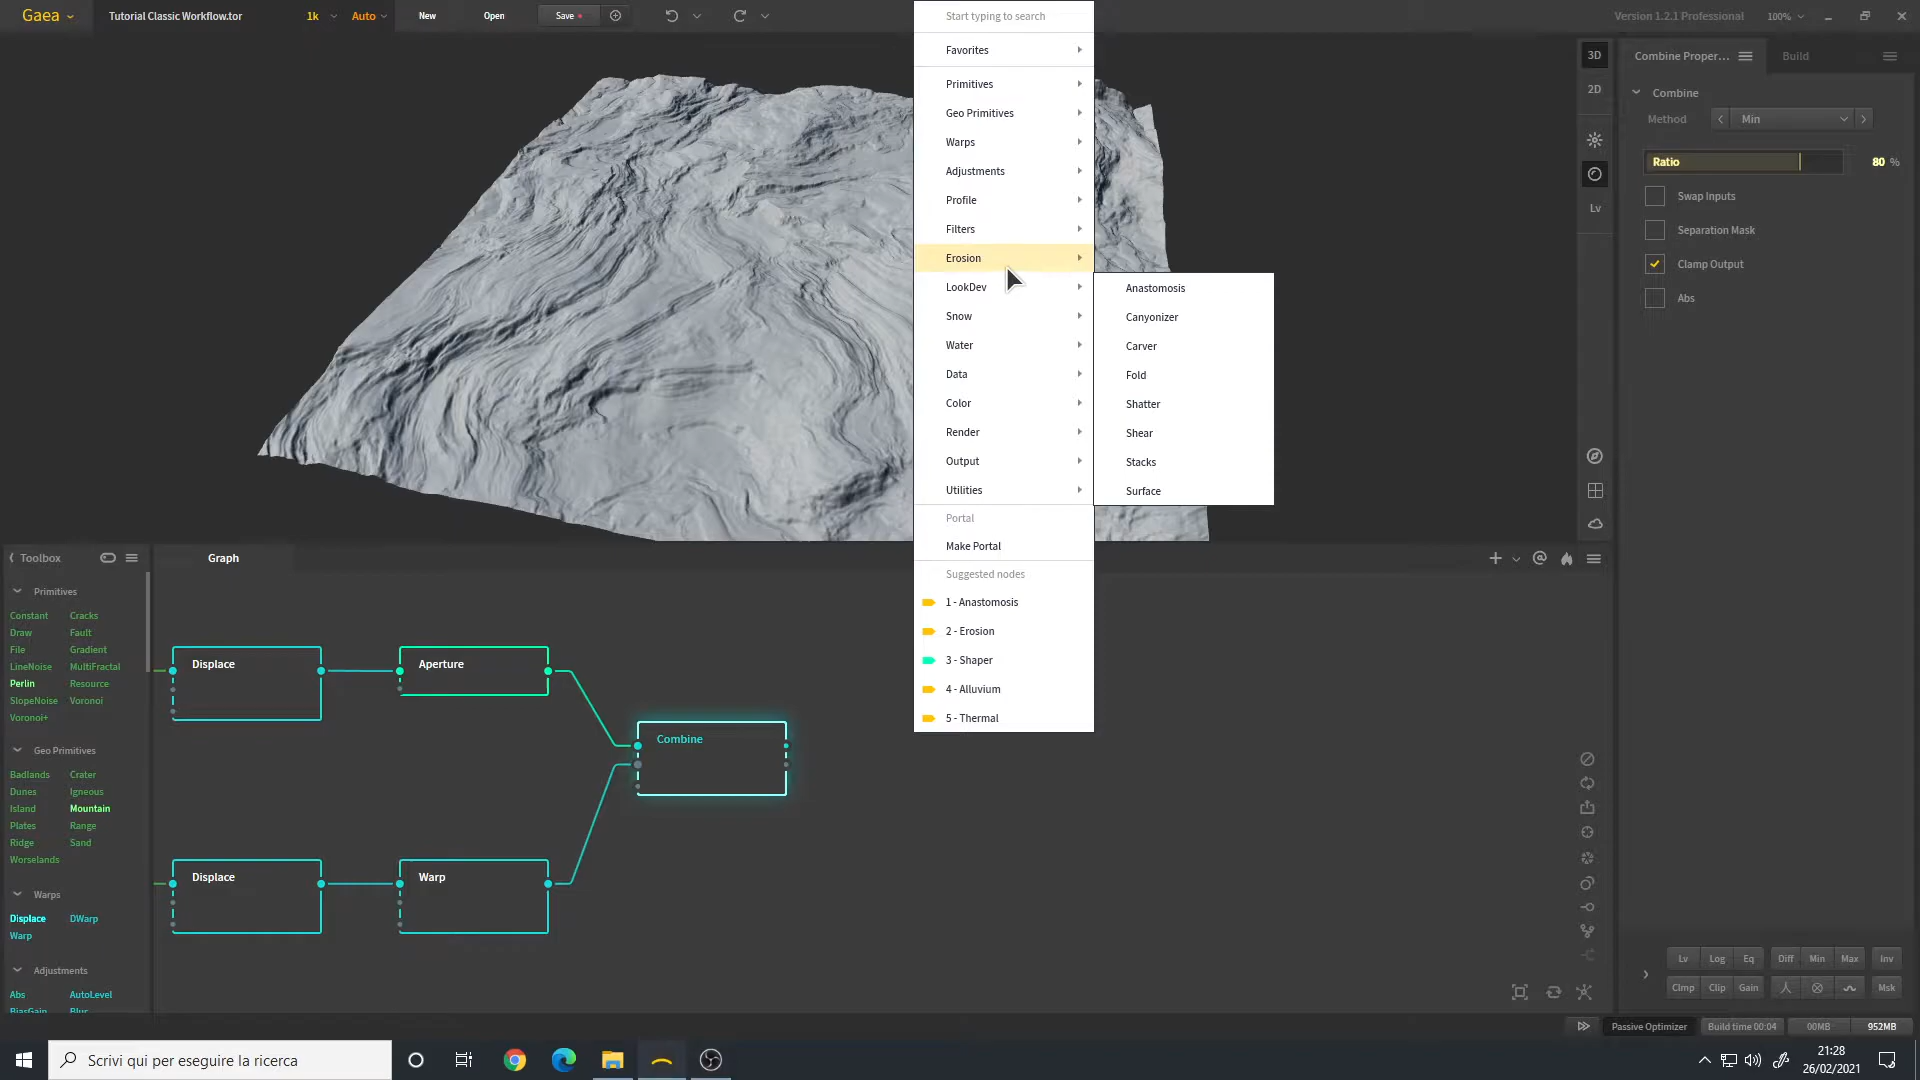 Gaea
Tutorial Classic Workflow.tor
1k
Auto
New
Open
Save
Version 1.2.1 Professional
100%
Start typing to search
Favorites
Primitives
Geo Primitives
Warps
Adjustments
Profile
Filters
Erosion
LookDev
Snow
Water
Data
Color
Render
Output
Utilities
Portal
Make Portal
Suggested nodes
1 - Anastomosis
2 - Erosion
3 - Shaper
4 - Alluvium
5 - Thermal
Anastomosis
Canyonizer
Carver
Fold
Shatter
Shear
Stacks
Surface
3D
2D
Lv
Combine Proper...
Build
Combine
Method
Min
Ratio
80 %
Swap Inputs
Separation Mask
Clamp Output
Abs
Toolbox
Graph
Primitives
Constant Cracks
Draw Fault
File Gradient
LineNoise MultiFractal
Perlin Resource
SlopeNoise Voronoi
Voronoi+
Geo Primitives
Badlands Crater
Dunes Igneous
Island Mountain
Plates Range
Ridge Sand
Worselands
Warps
Displace DWarp
Warp
Adjustments
Abs AutoLevel
BiasGain Blur
Displace
Aperture
Combine
Displace
Warp
Lv Log Eq Diff Min Max Inv
Clmp Clip Gain Msk
Passive Optimizer
Build time 00:04
00MB
952MB
Scrivi qui per eseguire la ricerca
21:28
26/02/2021